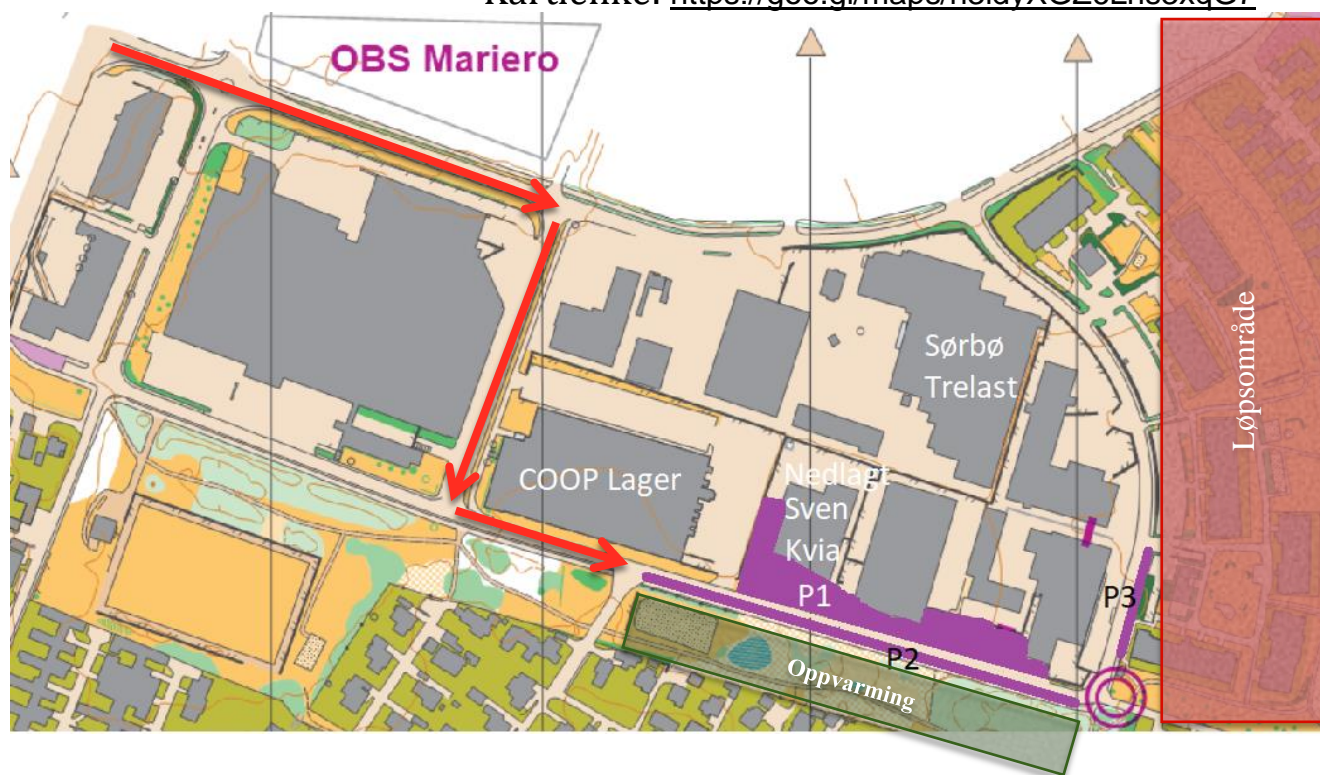 OBS Mariero
Sørbø
Trelast
COOP Lager
Nedlagt
Sven
Kvia
P1
P2
P3
Oppvarming
Løpsområde